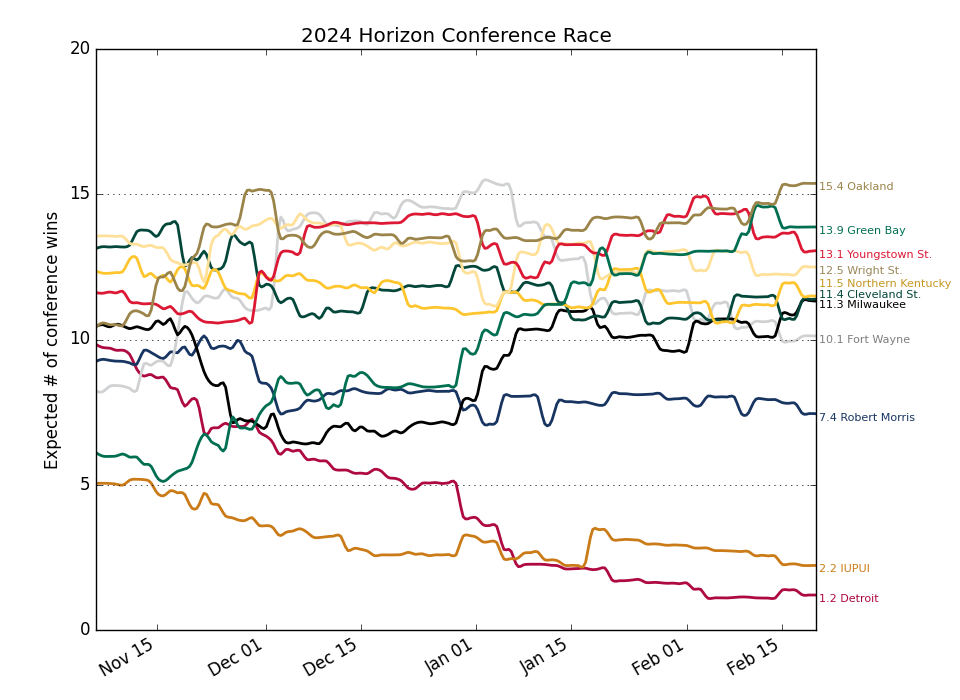 2024 Horizon Conference Race
Expected # of conference wins
20
15
10
5
0
15.4 Oakland
13.9 Green Bay
13.1 Youngstown St.
12.5 Wright St.
11.5 Northern Kentucky
11.4 Cleveland St.
11.3 Milwaukee
10.1 Fort Wayne
7.4 Robert Morris
2.2 IUPUI
1.2 Detroit
Nov 15
Dec 01
Dec 15
Jan 01
Jan 15
Feb 01
Feb 15